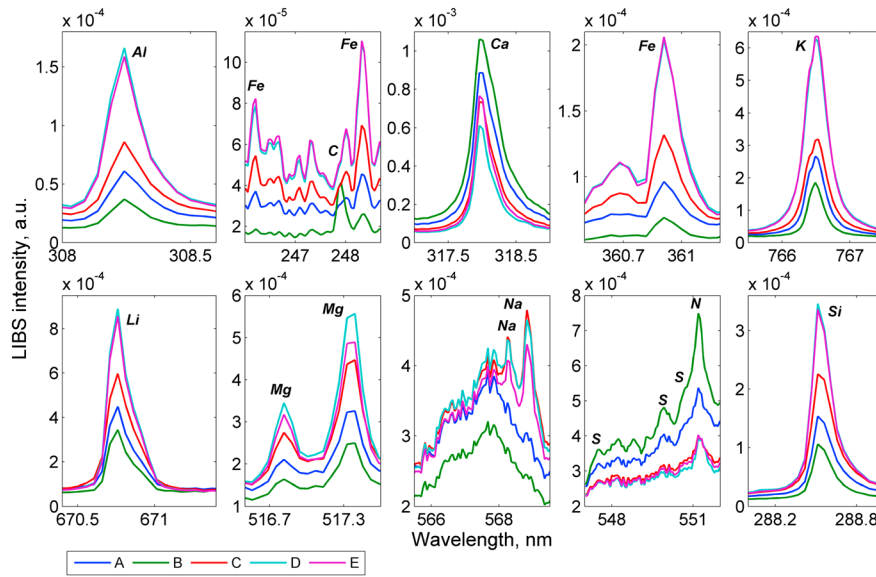 x 10⁻⁴ x 10⁻⁵ x 10⁻³ x 10⁻⁴ x 10⁻⁴
Al Fe Fe C Ca Fe K
1.5 1 0.5 0
10 8 6 4 2
1 0.8 0.6 0.4 0.2 0
2 1.5 1
6 5 4 3 2 1 0
308 308.5 247 248 317.5 318.5 360.7 361 766 767
LIBS intensity, a.u.
x 10⁻⁴ x 10⁻⁴ x 10⁻⁴ x 10⁻⁴ x 10⁻⁴
Li Mg Mg Na Na S S S N Si
8 6 4 2 0
6 5 4 3 2 1
5 4 3 2
8 7 6 5 4 3 2
3 2 1 0
670.5 671 516.7 517.3 566 568 548 551 288.2 288.8
Wavelength, nm
A B C D E